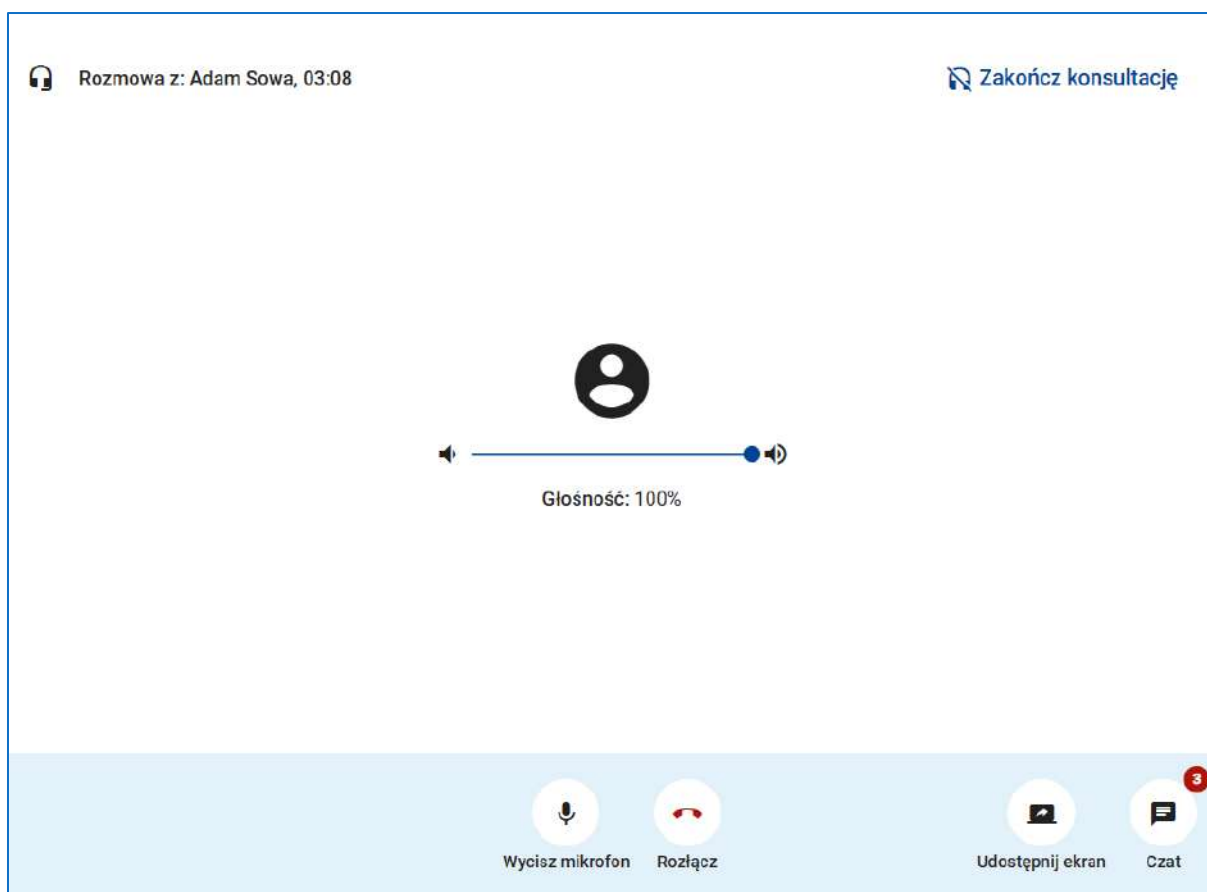 Rozmowa z: Adam Sowa, 03:08
Zakończ konsultację
Głośność: 100%
3
Wycisz mikrofon
Rozłącz
Udostępnij ekran
Czat